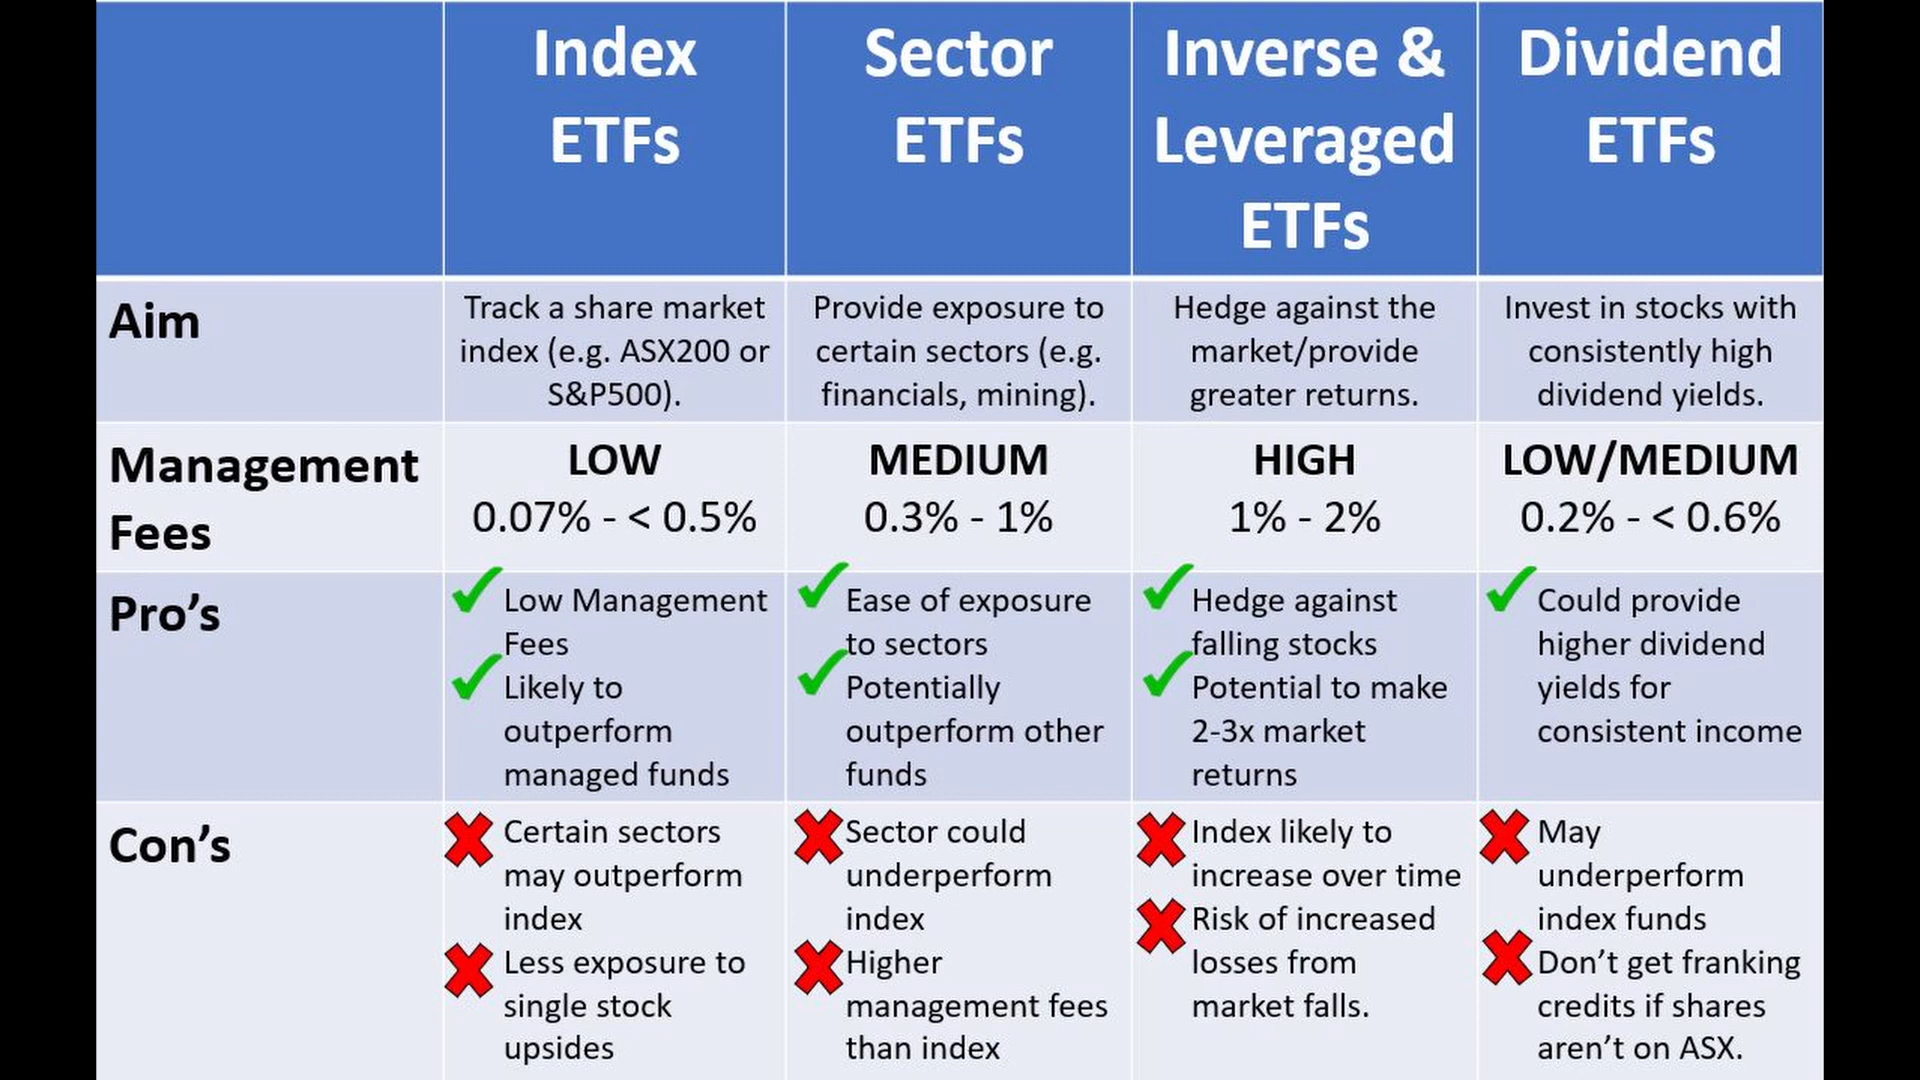 Index
ETFs
Sector
ETFs
Inverse &
Leveraged
ETFs
Dividend
ETFs
Aim
Track a share market
index (e.g. ASX200 or
S&P500).
Provide exposure to
certain sectors (e.g.
financials, mining).
Hedge against the
market/provide
greater returns.
Invest in stocks with
consistently high
dividend yields.
Management
Fees
LOW
0.07% - < 0.5%
MEDIUM
0.3% - 1%
HIGH
1% - 2%
LOW/MEDIUM
0.2% - < 0.6%
Pro’s
Low Management
Fees
Likely to
outperform
managed funds
Ease of exposure
to sectors
Potentially
outperform other
funds
Hedge against
falling stocks
Potential to make
2-3x market
returns
Could provide
higher dividend
yields for
consistent income
Con’s
Certain sectors
may outperform
index
Less exposure to
single stock
upsides
Sector could
underperform
index
Higher
management fees
than index
Index likely to
increase over time
Risk of increased
losses from
market falls.
May
underperform
index funds
Don’t get franking
credits if shares
aren’t on ASX.